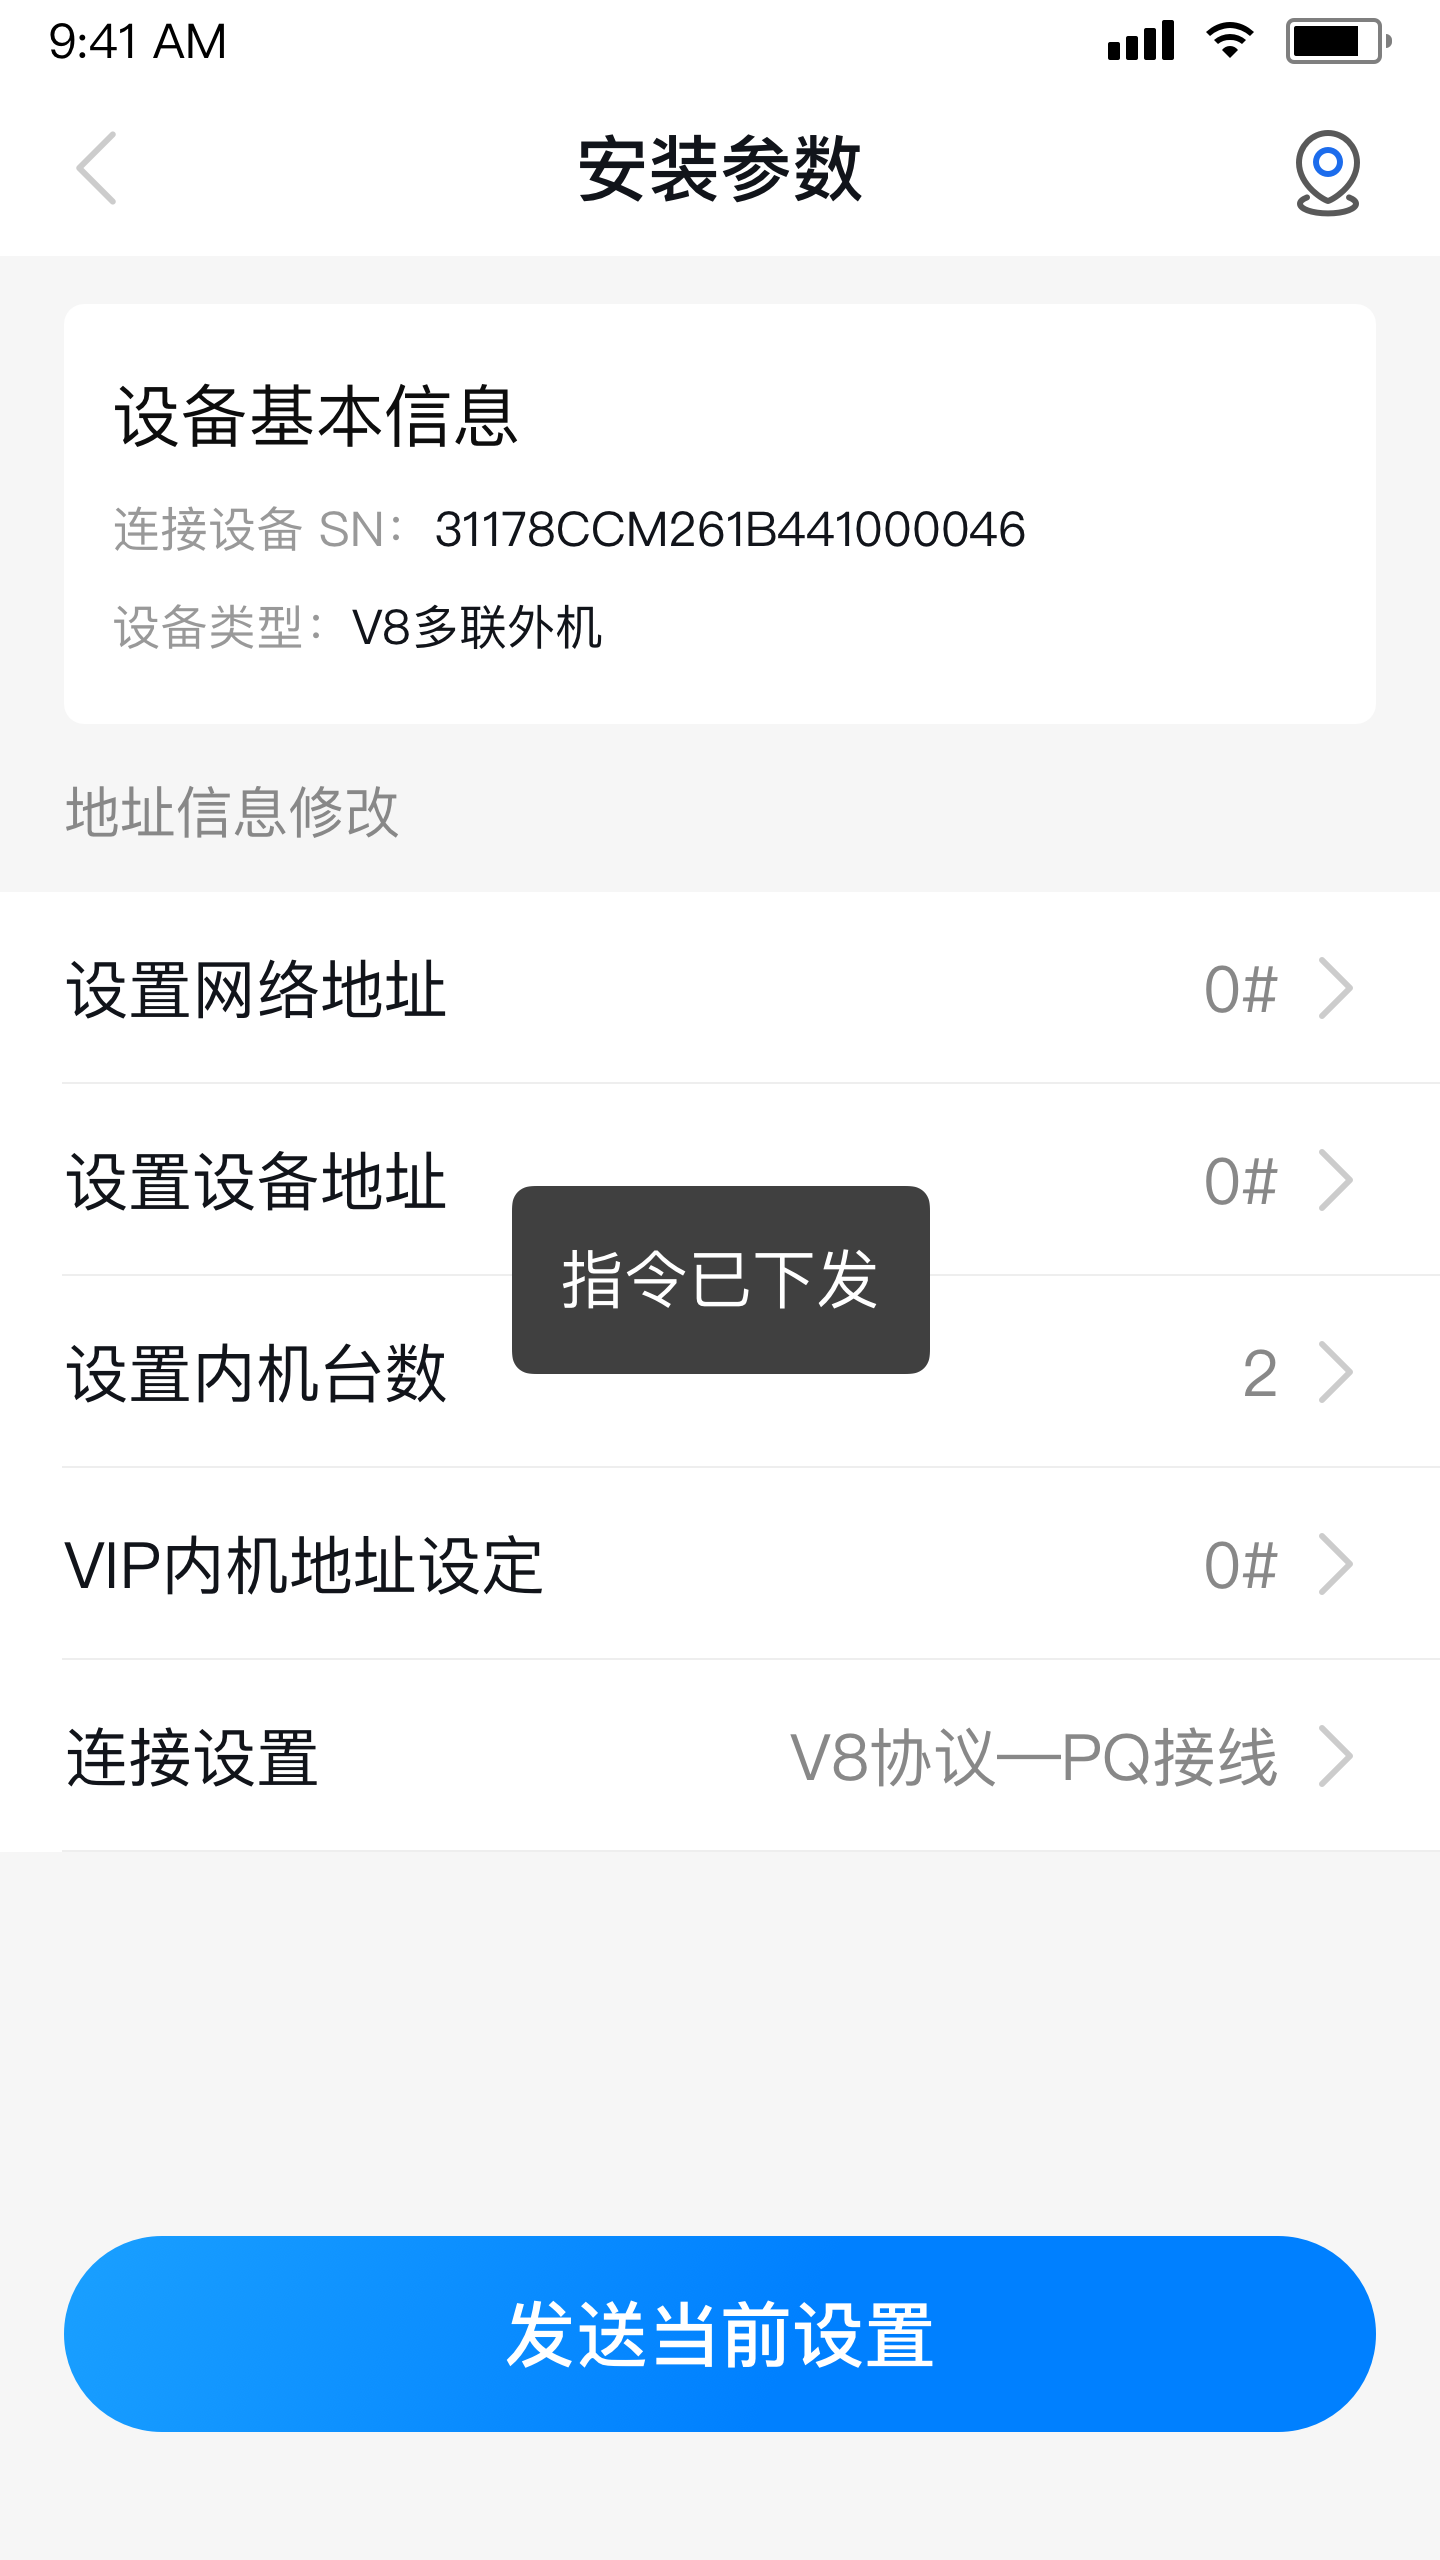 9:41 AM
安装参数
设备基本信息
连接设备 SN：31178CCM261B441000046
设备类型：V8多联外机
地址信息修改
设置网络地址 0#
设置设备地址 0#
指令已下发
设置内机台数 2
VIP内机地址设定 0#
连接设置 V8协议—PQ接线
发送当前设置